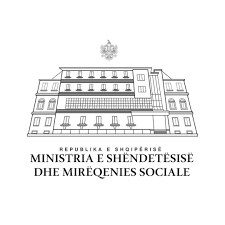 REPUBLIKA E SHQIPËRISË
MINISTRIA E SHËNDETËSISË
DHE MIRËQENIES SOCIALE